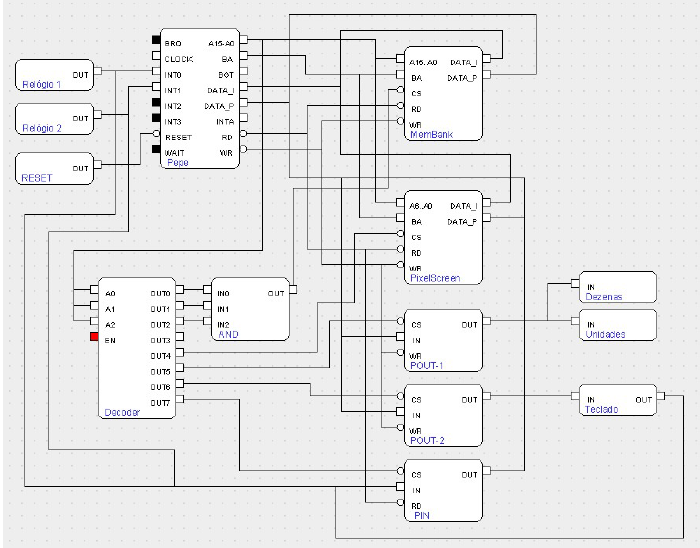 OUT
Relógio 1
OUT
Relógio 2
OUT
RESET
BRQ A15-A0
CLOCK BA
INT0 BOT
INT1 DATA_I
INT2 DATA_P
INT3 INTA
RESET RD
WAIT WR
Pepe
A16..A0 DATA_I
BA DATA_P
CS
RD
WR
MemBank
A6..A0 DATA_I
BA DATA_P
CS
RD
WR
PixelScreen
A0 OUT0
A1 OUT1
A2 OUT2
EN OUT3
OUT4
OUT5
OUT6
OUT7
Decoder
IN0 OUT
IN1
IN2
AND
CS OUT
IN
WR
POUT-1
IN
Dezenas
IN
Unidades
CS OUT
IN
WR
POUT-2
IN OUT
Teclado
CS OUT
IN
RD
PIN